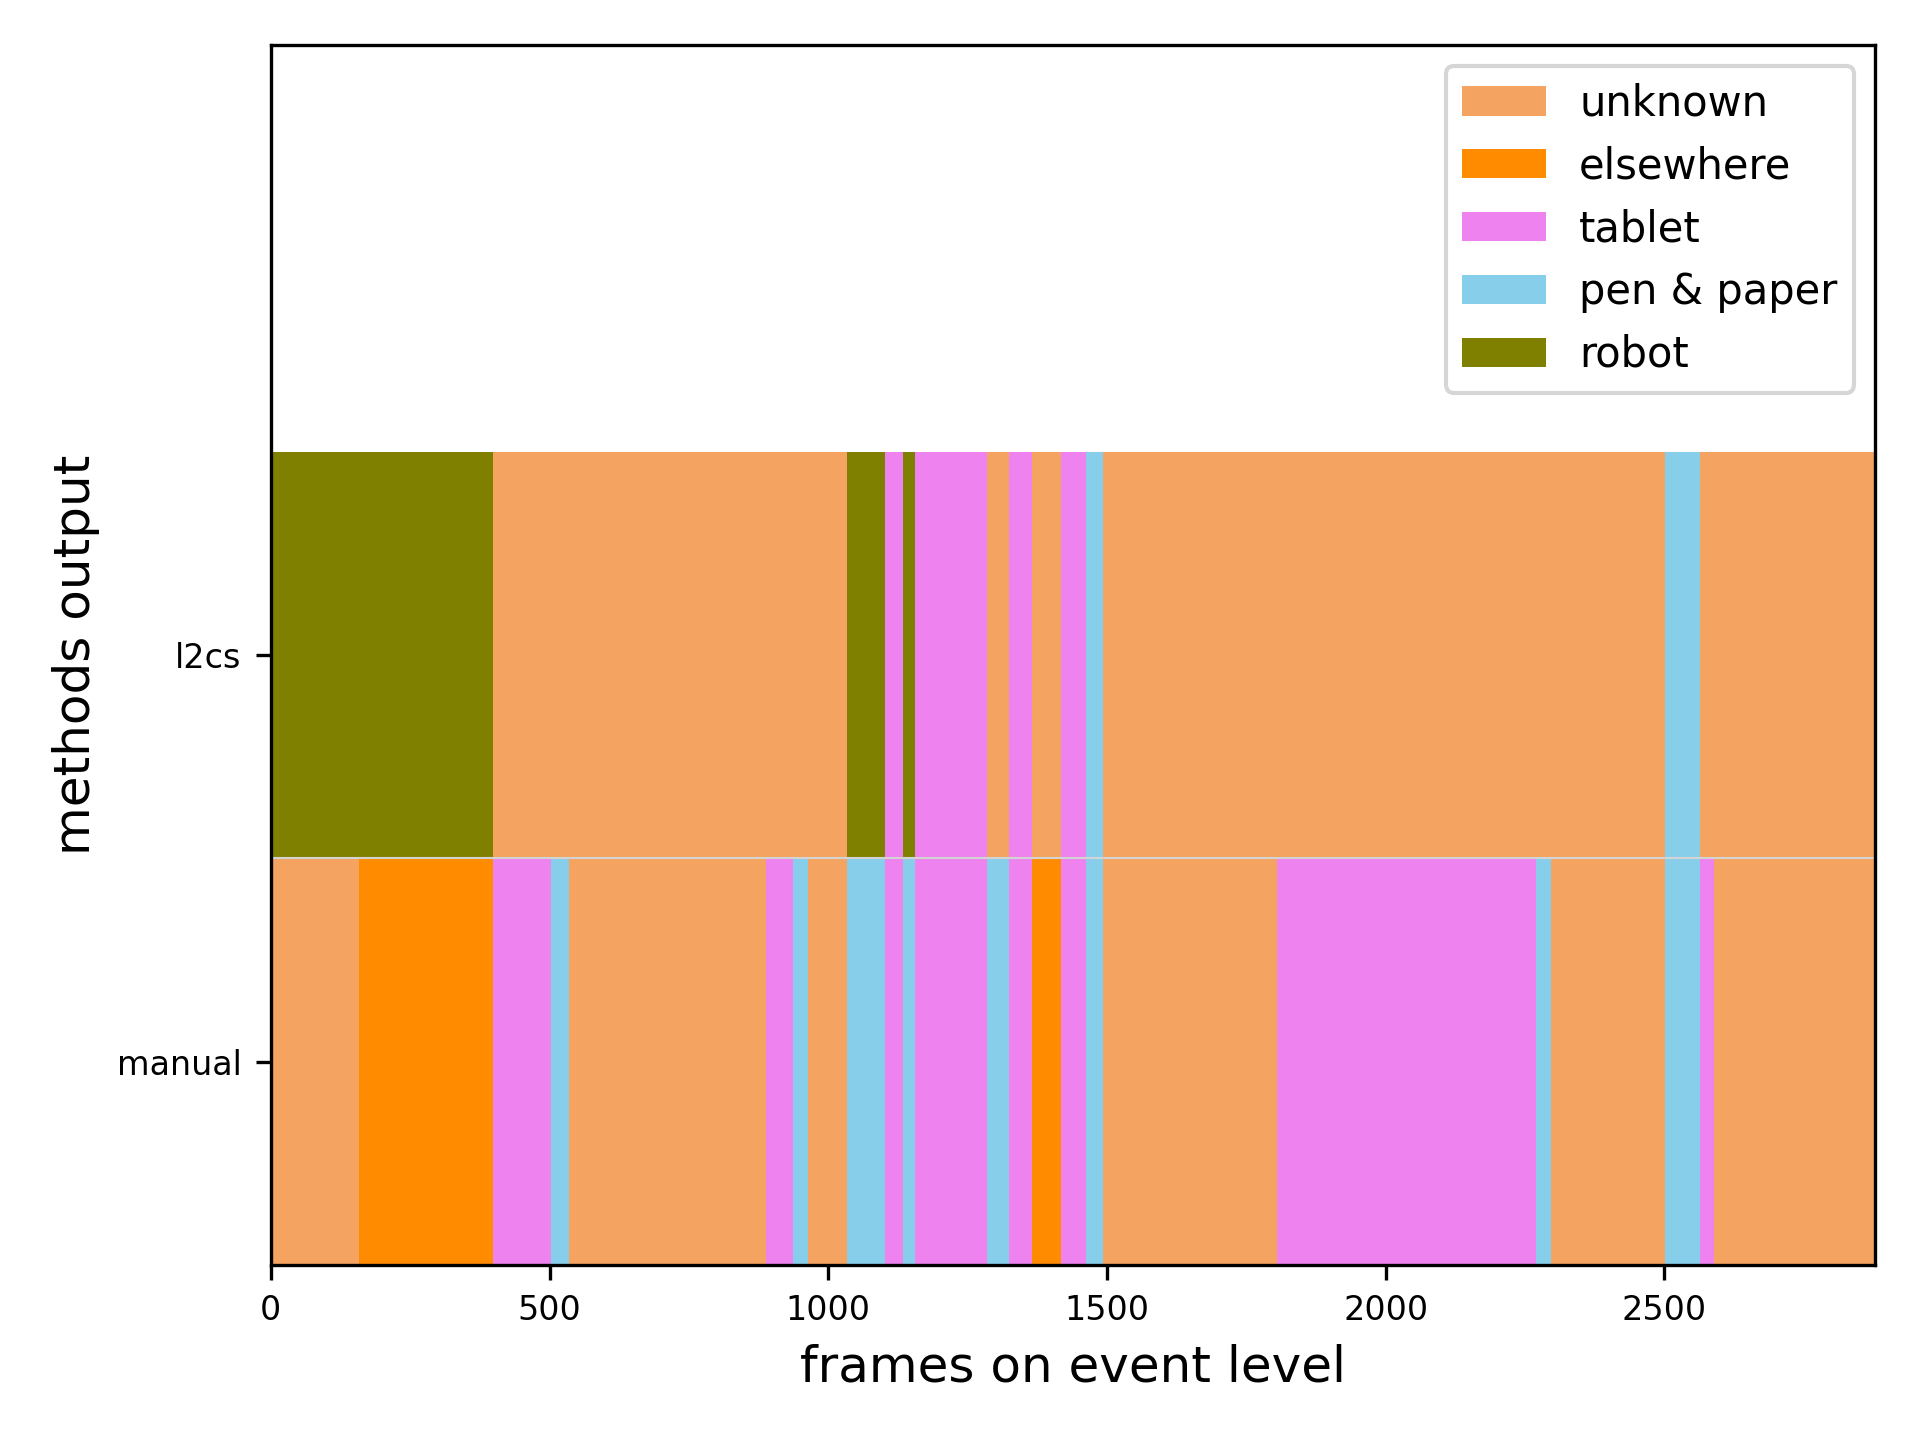 unknown
elsewhere
tablet
pen & paper
robot
methods output
l2cs
manual
0 500 1000 1500 2000 2500
frames on event level